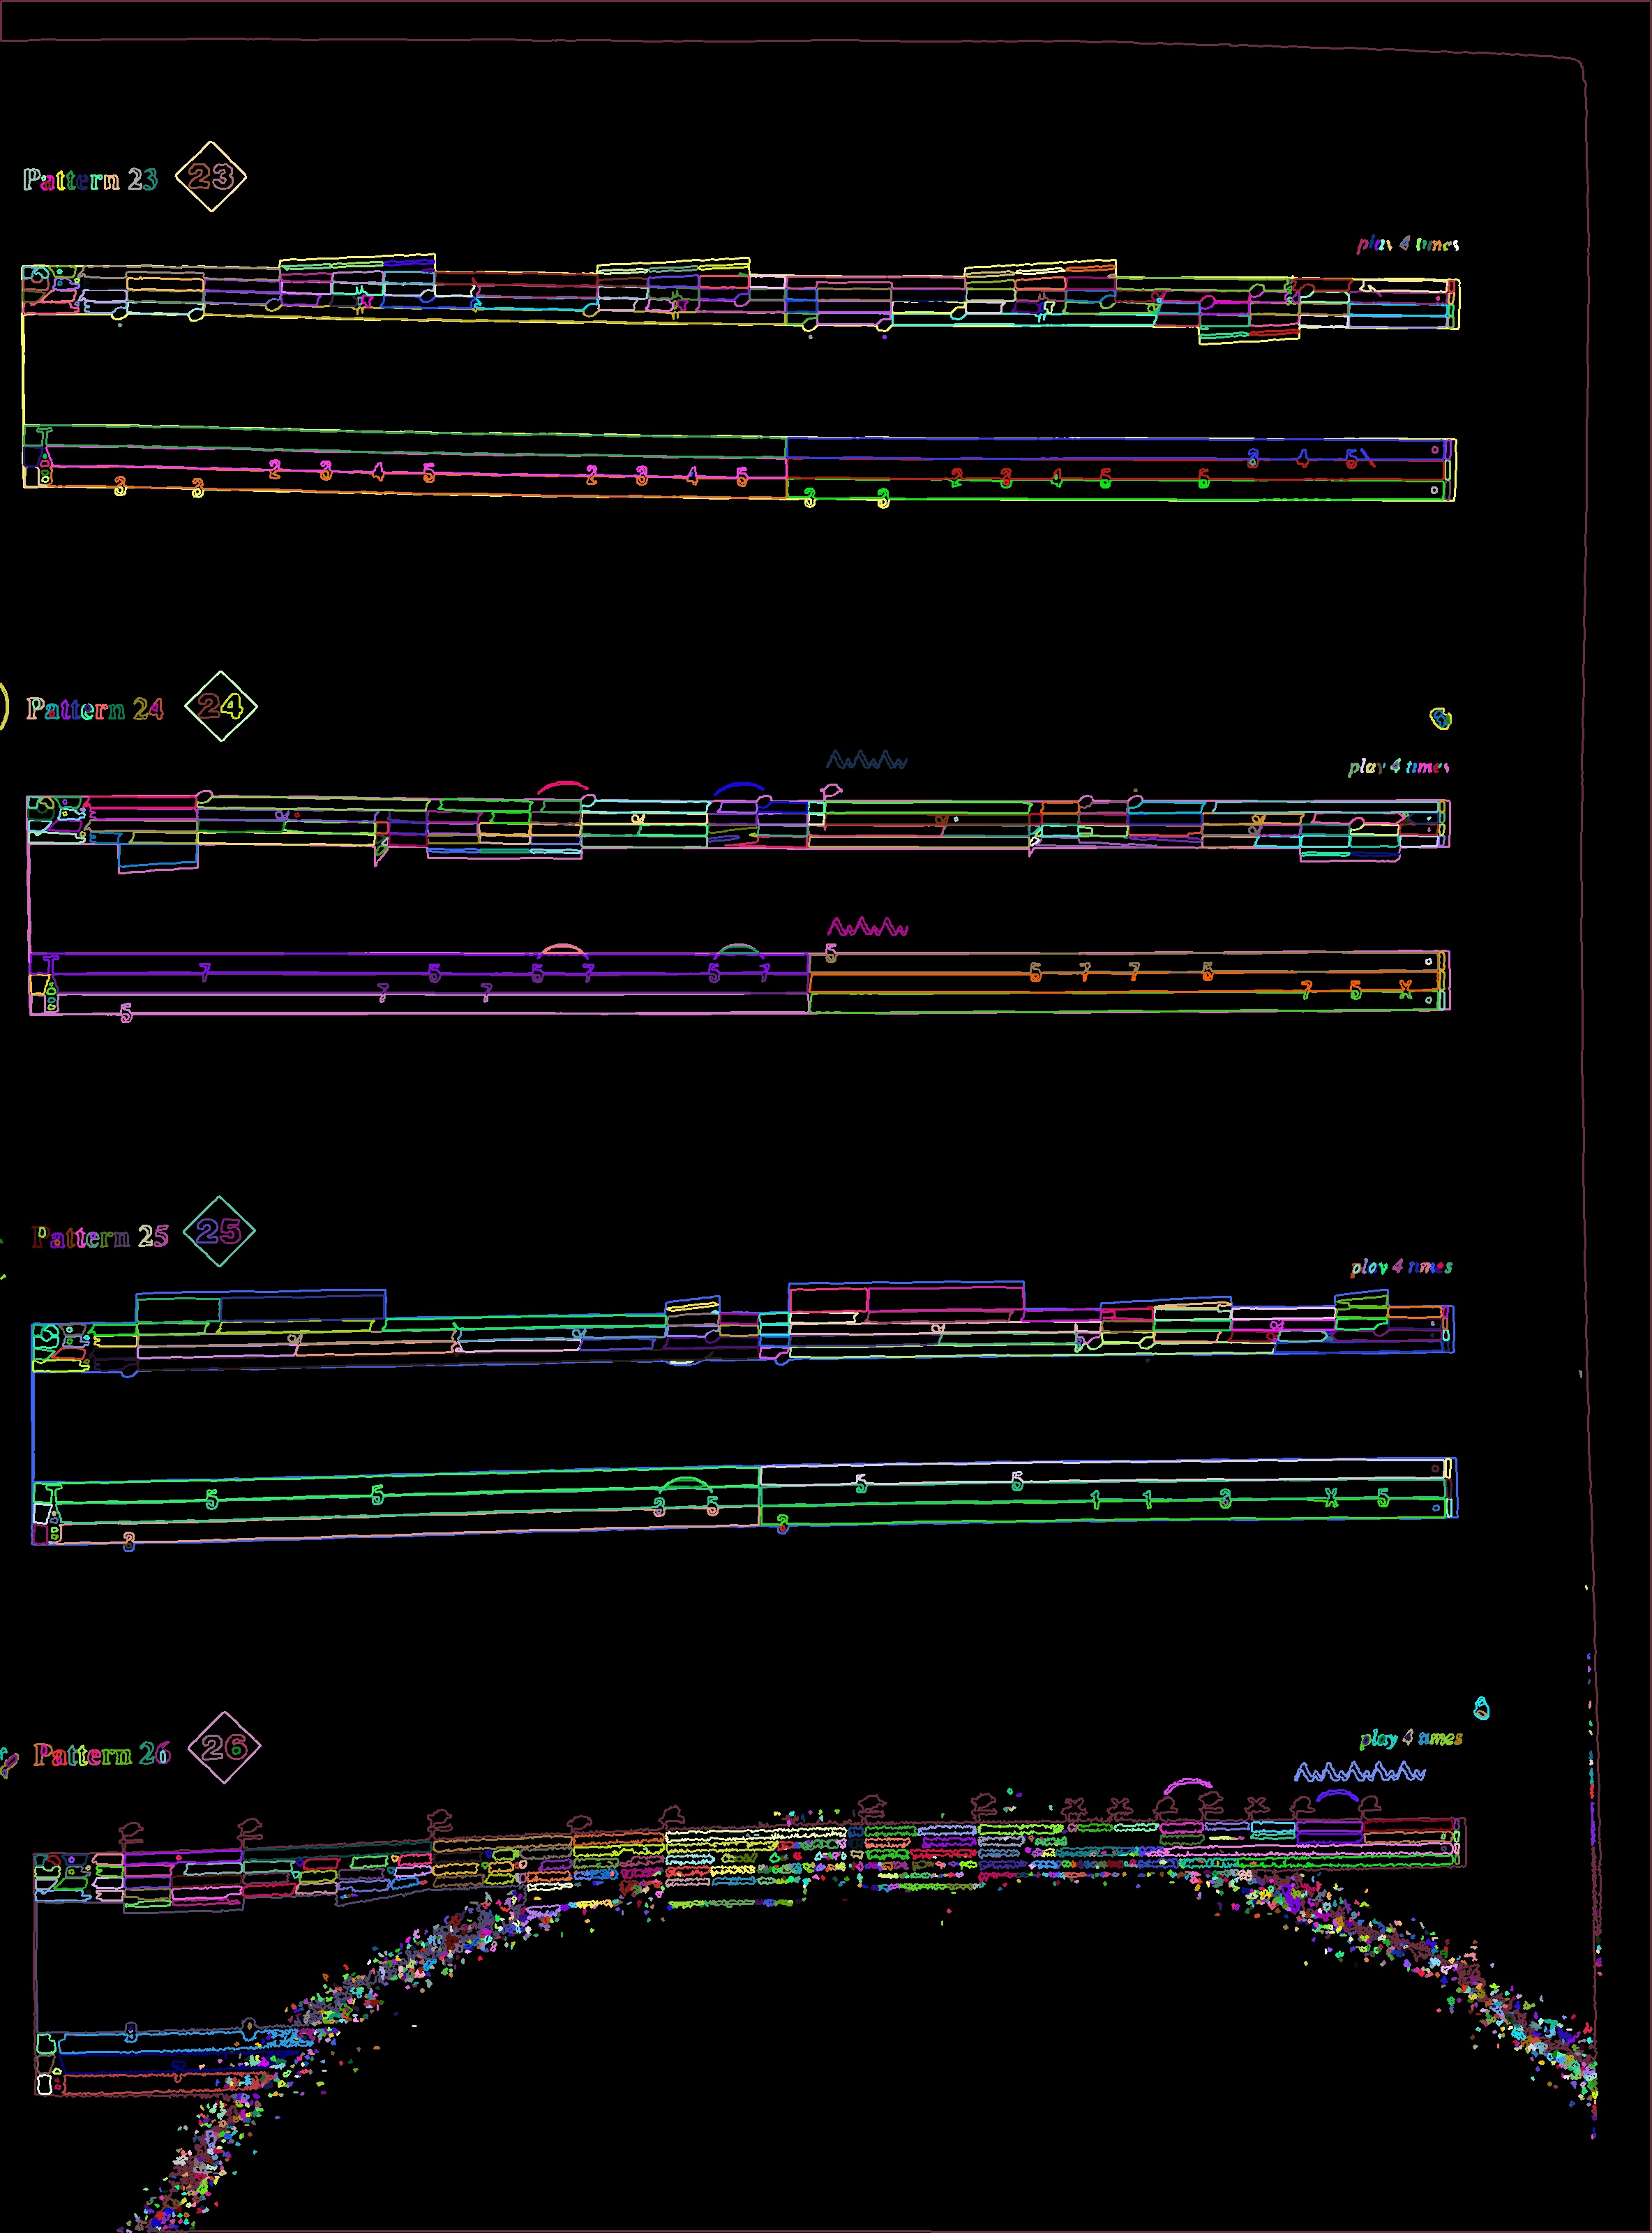 Pattern 23 23
play 4 times
T A B
2 3 4 5 2 3 4 5 3 4 5
3 3 3 3 2 3 4 5 5
Pattern 24 24
play 4 times
5
T A B
7 5 5 7 5 7 5 7 7 5
7 7 7 5 X
5
Pattern 25 25
play 4 times
5 5
T 5 5 1 1 3 X 5
A B 3 5
3 3
Pattern 26 26
play 4 times